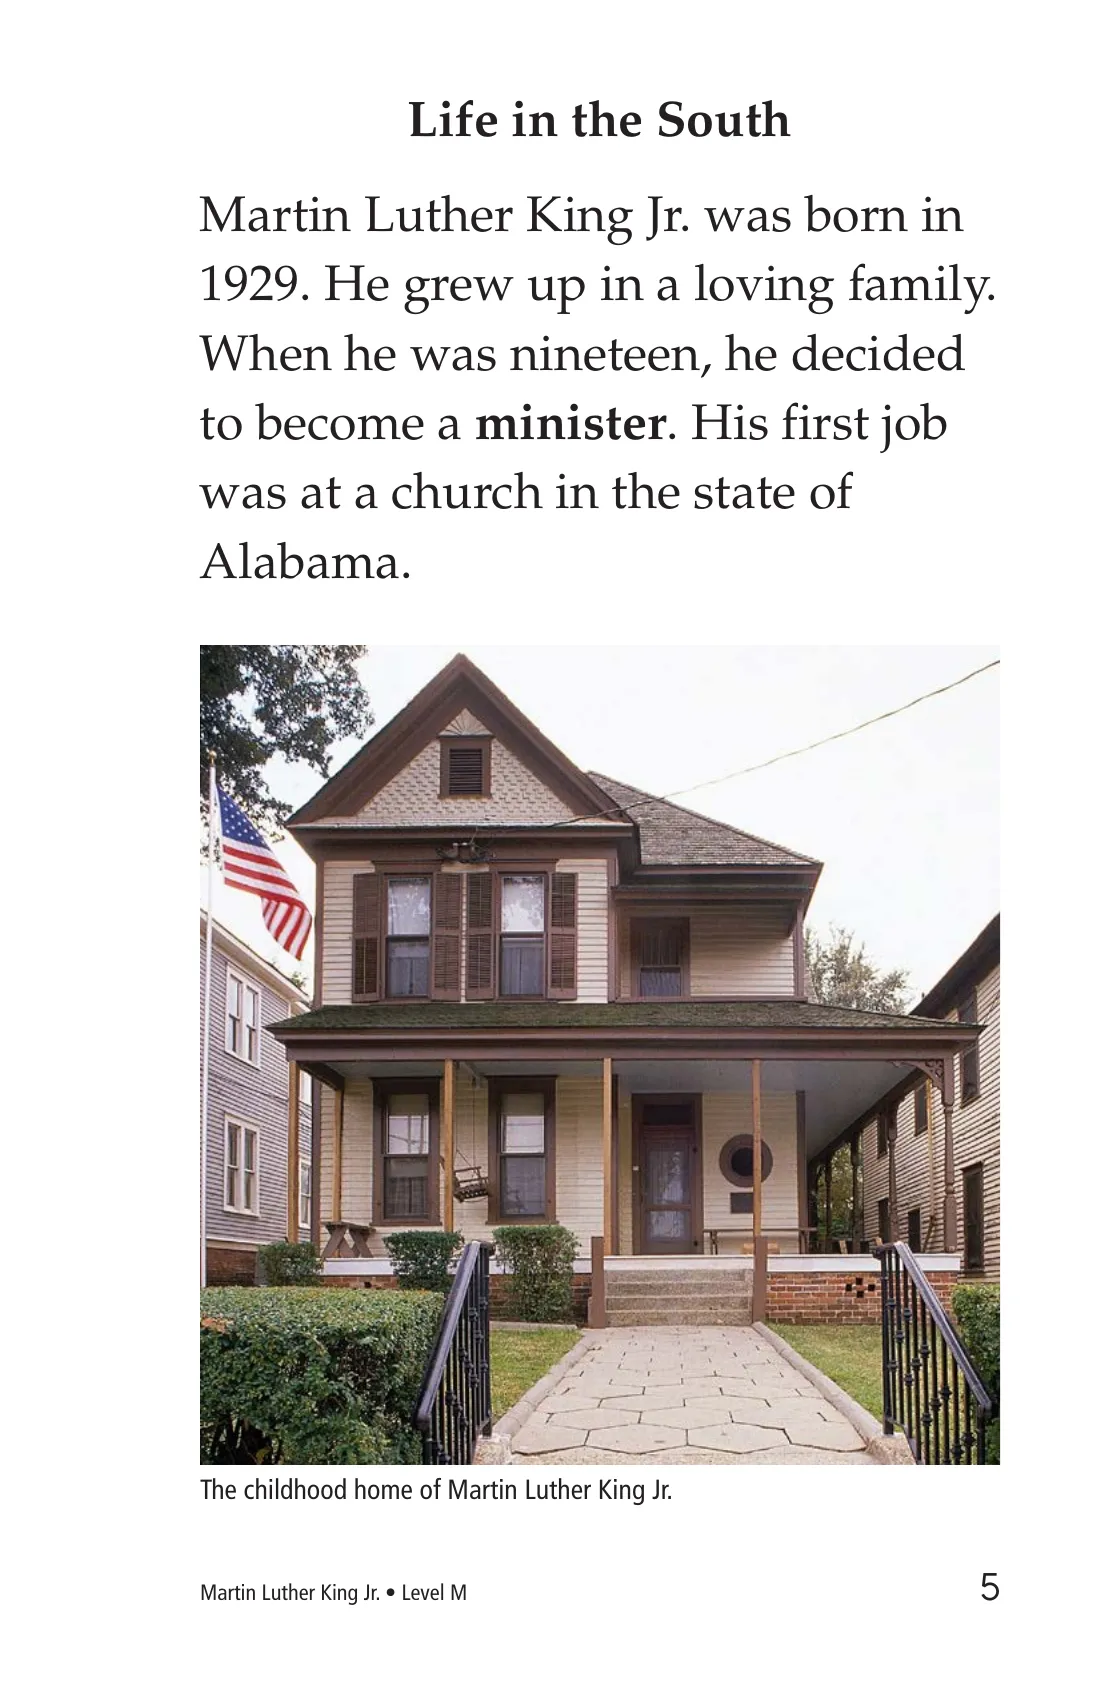 Life in the South
Martin Luther King Jr. was born in
1929. He grew up in a loving family.
When he was nineteen, he decided
to become a minister. His first job
was at a church in the state of
Alabama.
The childhood home of Martin Luther King Jr.
Martin Luther King Jr. • Level M
5